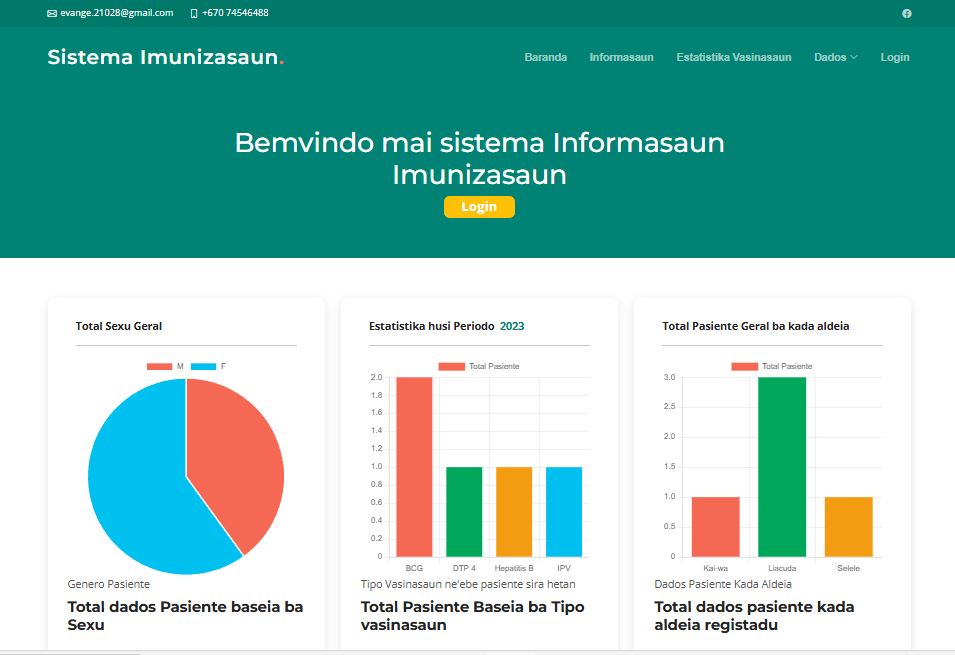 evange.21028@gmail.com +670 74546488
Sistema Imunizasaun.
Baranda Informasaun Estatistika Vasinasaun Dados Login
Bemvindo mai sistema Informasaun
Imunizasaun
Login
Total Sexu Geral
M F
Genero Pasiente
Total dados Pasiente baseia ba
Sexu
Estatistika husi Periodo 2023
Total Pasiente
2.0
1.8
1.6
1.4
1.2
1.0
0.8
0.6
0.4
0.2
0
BCG DTP 4 Hepatitis B IPV
Tipo Vasinasaun ne'ebe pasiente sira hetan
Total Pasiente Baseia ba Tipo
vasinasaun
Total Pasiente Geral ba kada aldeia
Total Pasiente
3.0
2.5
2.0
1.5
1.0
0.5
0
Kai-wa Liacuda Selele
Dados Pasiente Kada Aldeia
Total dados pasiente kada
aldeia registadu